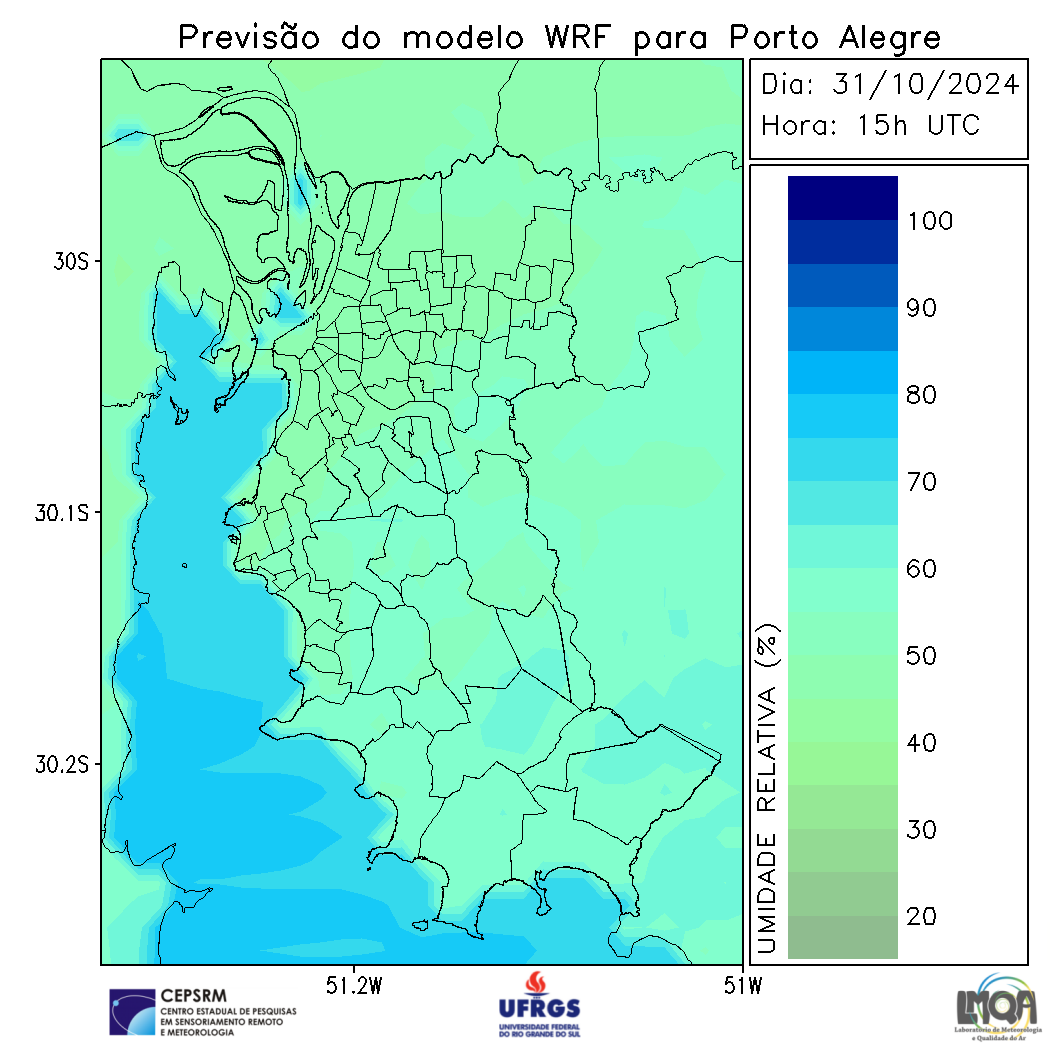 Previsão do modelo WRF para Porto Alegre
Dia: 31/10/2024
Hora: 15h UTC
30S
30.1S
30.2S
51.2W
51W
100
90
80
70
60
50
40
30
20
UMIDADE RELATIVA (%)
CEPSRM
CENTRO ESTADUAL DE PESQUISAS
EM SENSORIAMENTO REMOTO
E METEOROLOGIA
UFRGS
UNIVERSIDADE FEDERAL
DO RIO GRANDE DO SUL
LMQA
Laboratório de Meteorologia
e Qualidade do Ar